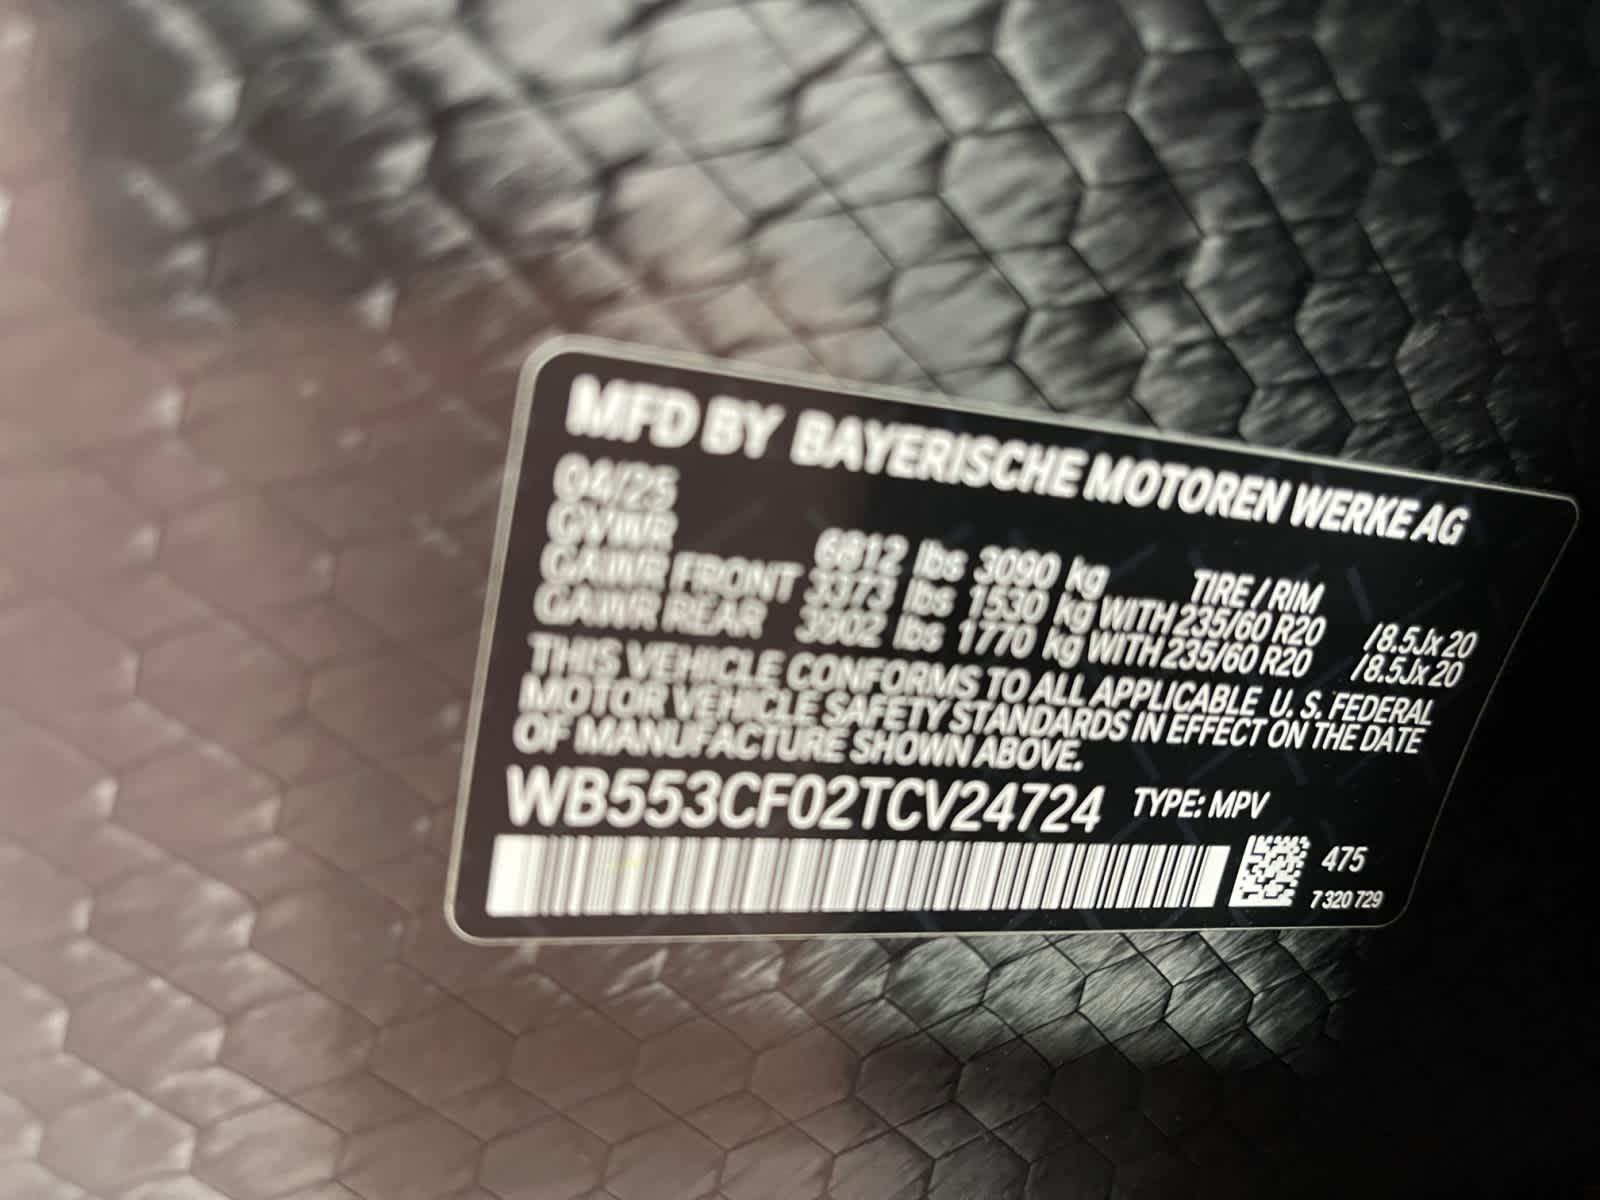 MFD BY BAYERISCHE MOTOREN WERKE AG
04/25
GVWR 6812 lbs 3090 kg TIRE / RIM
GAWR FRONT 3373 lbs 1530 kg WITH 235/60 R20 /8.5Jx20
GAWR REAR 3902 lbs 1770 kg WITH 235/60 R20 /8.5Jx20
THIS VEHICLE CONFORMS TO ALL APPLICABLE U. S. FEDERAL
MOTOR VEHICLE SAFETY STANDARDS IN EFFECT ON THE DATE
OF MANUFACTURE SHOWN ABOVE.
WB553CF02TCV24724 TYPE: MPV
475
7 320 729